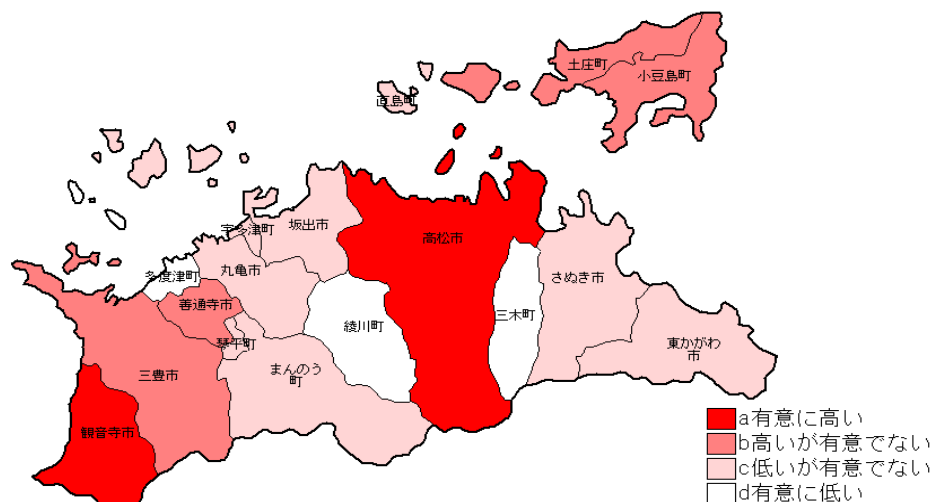 土庄町
小豆島町
直島町
宇多津町
坂出市
高松市
多度津町
丸亀市
さぬき市
善通寺市
綾川町
三木町
琴平町
東かがわ
市
三豊市
まんのう
町
観音寺市
a有意に高い
b高いが有意でない
c低いが有意でない
d有意に低い